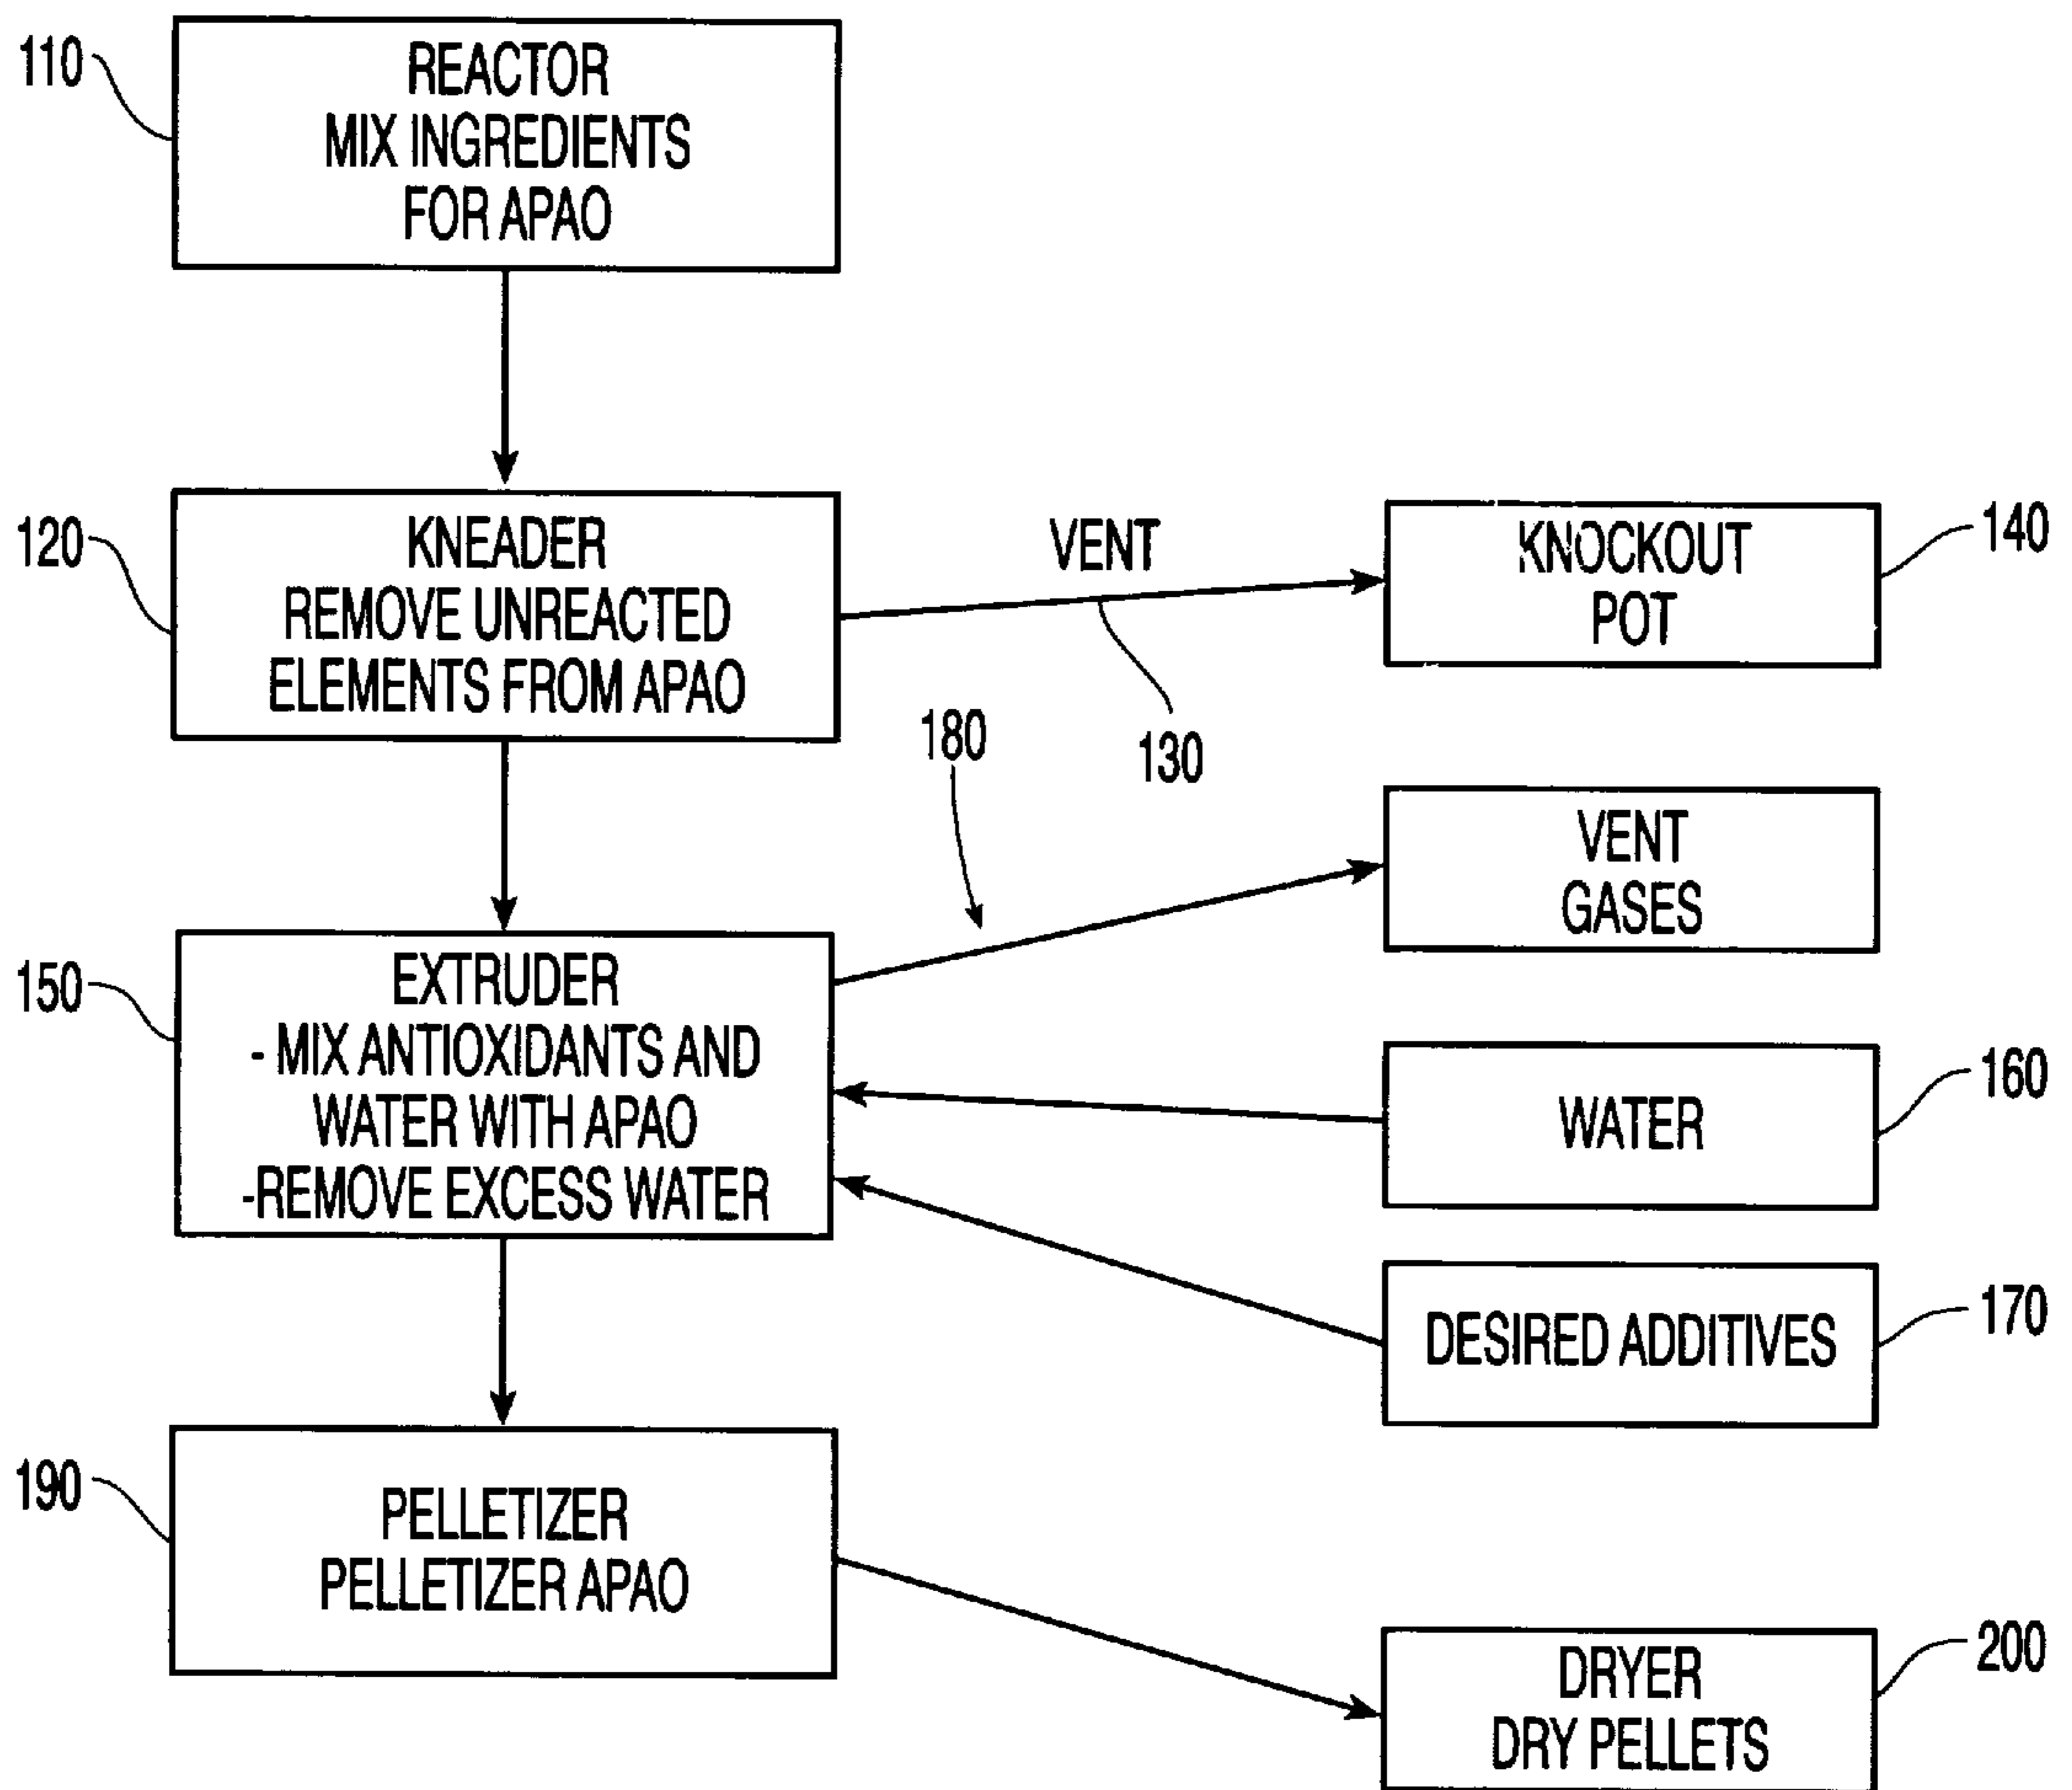 110
REACTOR
MIX INGREDIENTS
FOR APAO
120
KNEADER
REMOVE UNREACTED
ELEMENTS FROM APAO
VENT
130
KNOCKOUT
POT
140
180
VENT
GASES
150
EXTRUDER
- MIX ANTIOXIDANTS AND
WATER WITH APAO
-REMOVE EXCESS WATER
WATER
160
DESIRED ADDITIVES
170
190
PELLETIZER
PELLETIZER APAO
DRYER
DRY PELLETS
200